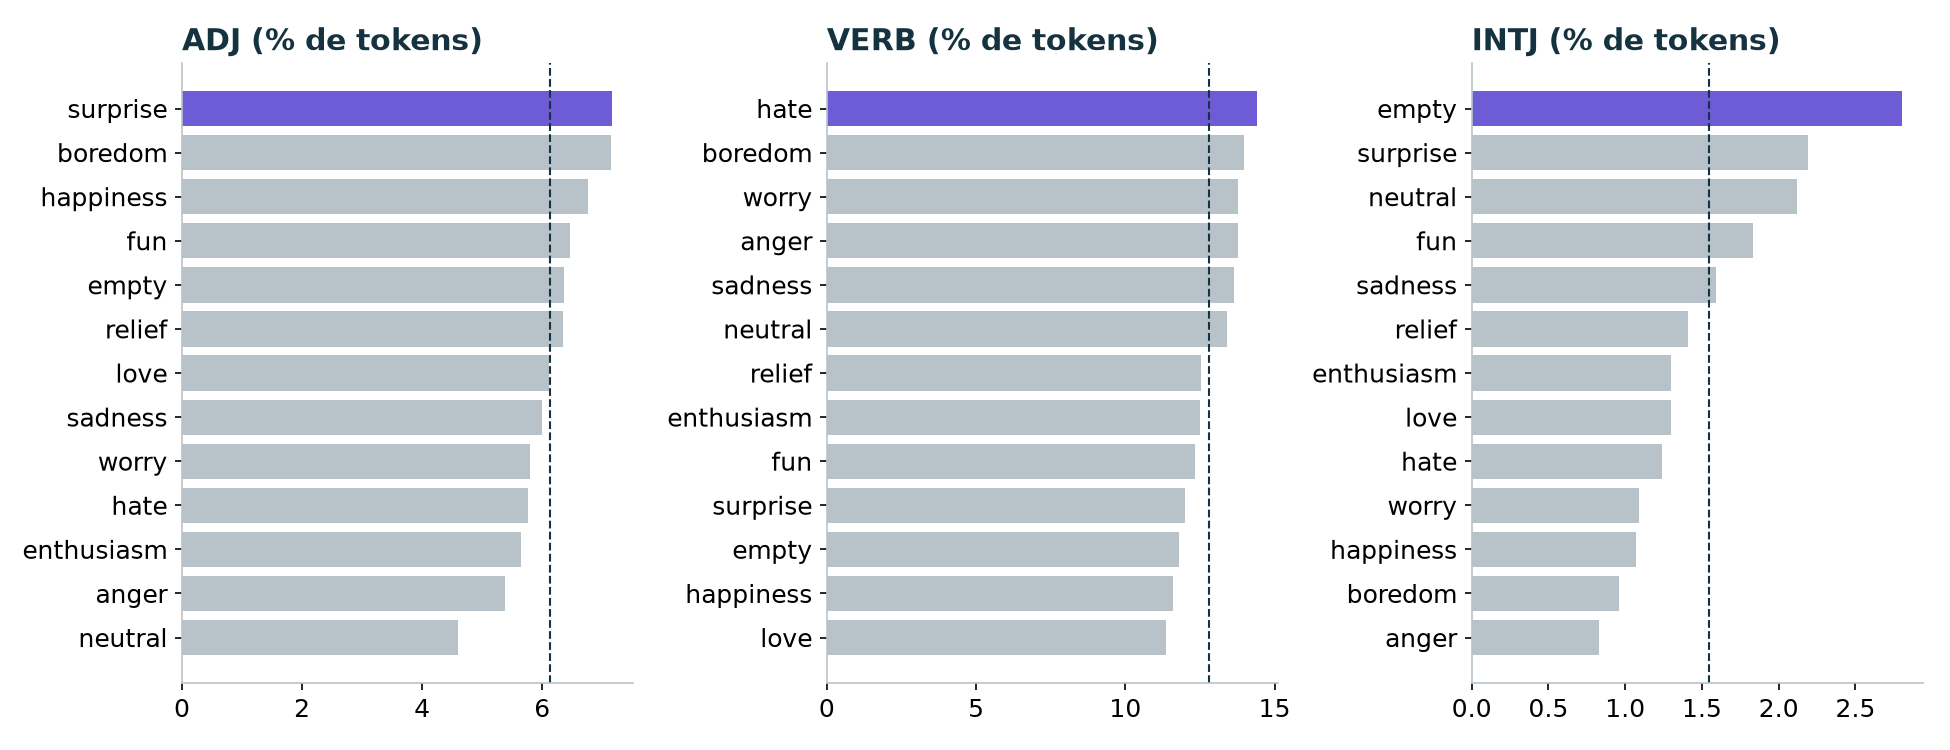 ADJ (% de tokens)
surprise
boredom
happiness
fun
empty
relief
love
sadness
worry
hate
enthusiasm
anger
neutral
0 2 4 6
VERB (% de tokens)
hate
boredom
worry
anger
sadness
neutral
relief
enthusiasm
fun
surprise
empty
happiness
love
0 5 10 15
INTJ (% de tokens)
empty
surprise
neutral
fun
sadness
relief
enthusiasm
love
hate
worry
happiness
boredom
anger
0.0 0.5 1.0 1.5 2.0 2.5